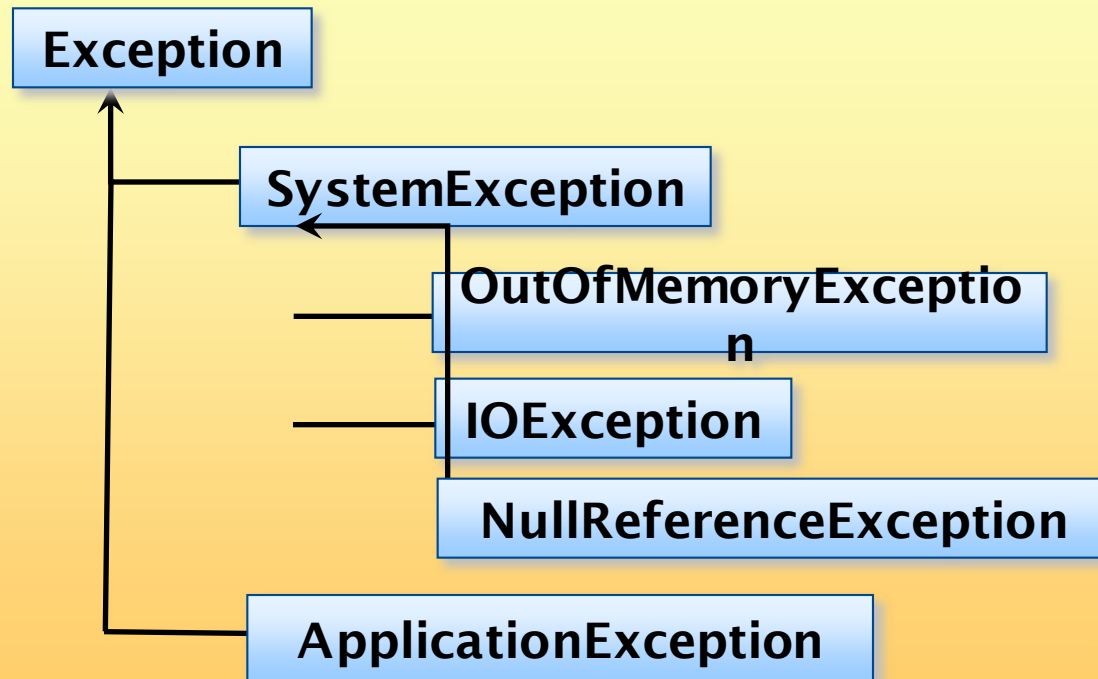 Exception
SystemException
OutOfMemoryExceptio
n
IOException
NullReferenceException
ApplicationException